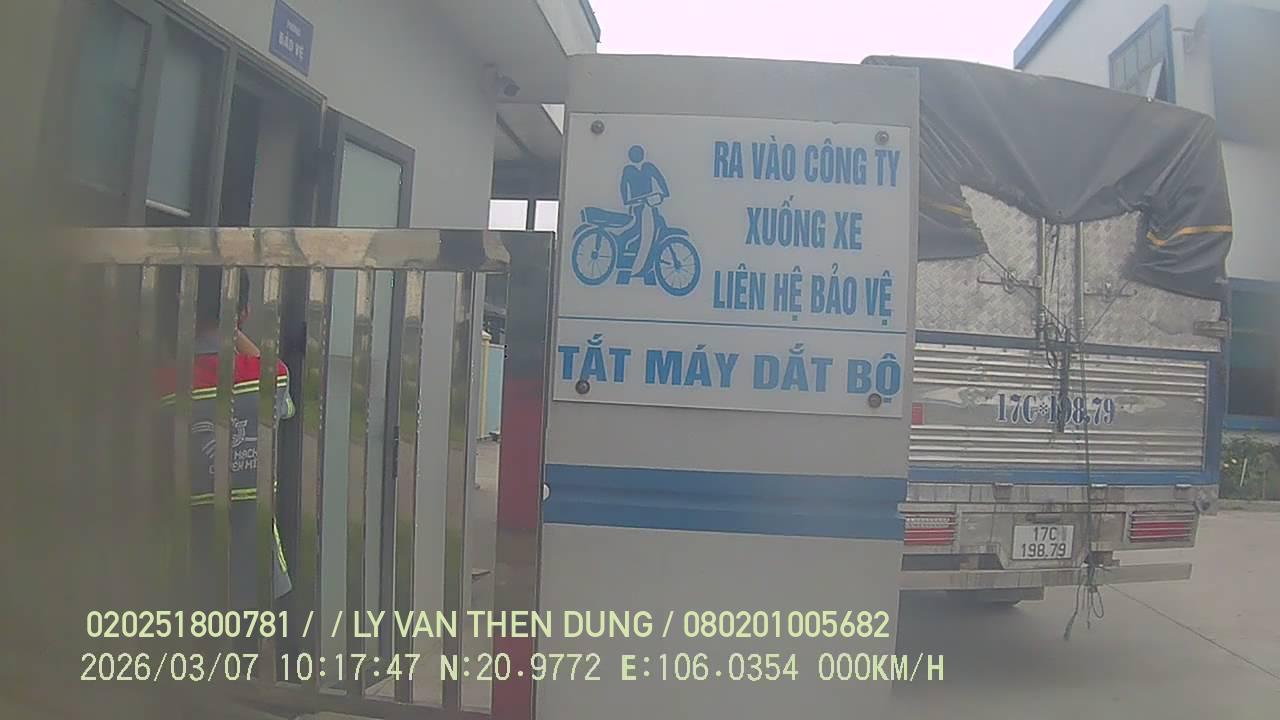 PHÒNG
BẢO VỆ
RA VÀO CÔNG TY
XUỐNG XE
LIÊN HỆ BẢO VỆ
TẮT MÁY DẮT BỘ
17C*198.79
17C
198.79
MẠCH
020251800781 / / LY VAN THEN DUNG / 080201005682
2026/03/07 10:17:47 N:20.9772 E:106.0354 000KM/H